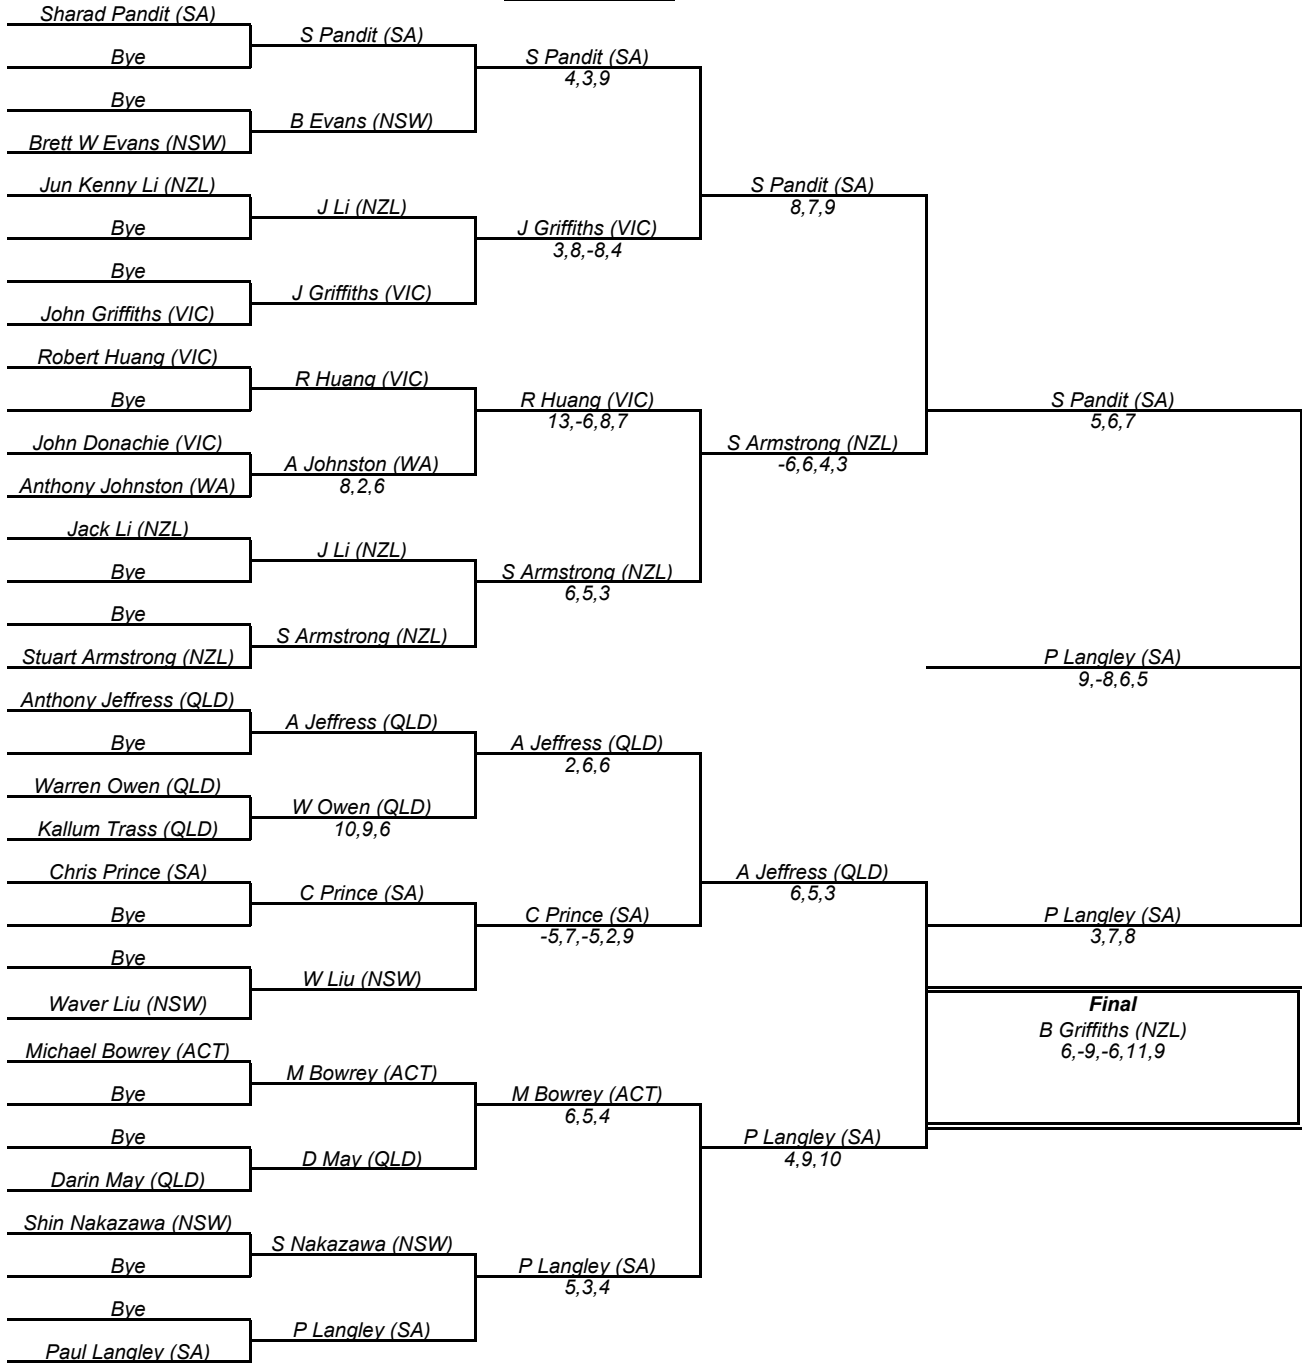 Sharad Pandit (SA)
S Pandit (SA)
Bye
S Pandit (SA)
4,3,9
Bye
B Evans (NSW)
Brett W Evans (NSW)
Jun Kenny Li (NZL)
S Pandit (SA)
8,7,9
J Li (NZL)
Bye
J Griffiths (VIC)
3,8,-8,4
Bye
J Griffiths (VIC)
John Griffiths (VIC)
Robert Huang (VIC)
R Huang (VIC)
Bye
R Huang (VIC)
13,-6,8,7
S Pandit (SA)
5,6,7
John Donachie (VIC)
S Armstrong (NZL)
-6,6,4,3
A Johnston (WA)
8,2,6
Anthony Johnston (WA)
Jack Li (NZL)
J Li (NZL)
Bye
S Armstrong (NZL)
6,5,3
Bye
S Armstrong (NZL)
Stuart Armstrong (NZL)
P Langley (SA)
9,-8,6,5
Anthony Jeffress (QLD)
A Jeffress (QLD)
Bye
A Jeffress (QLD)
2,6,6
Warren Owen (QLD)
W Owen (QLD)
10,9,6
Kallum Trass (QLD)
Chris Prince (SA)
A Jeffress (QLD)
6,5,3
C Prince (SA)
Bye
C Prince (SA)
-5,7,-5,2,9
P Langley (SA)
3,7,8
Bye
W Liu (NSW)
Waver Liu (NSW)
Final
B Griffiths (NZL)
6,-9,-6,11,9
Michael Bowrey (ACT)
M Bowrey (ACT)
Bye
M Bowrey (ACT)
6,5,4
Bye
P Langley (SA)
4,9,10
D May (QLD)
Darin May (QLD)
Shin Nakazawa (NSW)
S Nakazawa (NSW)
Bye
P Langley (SA)
5,3,4
Bye
P Langley (SA)
Paul Langley (SA)